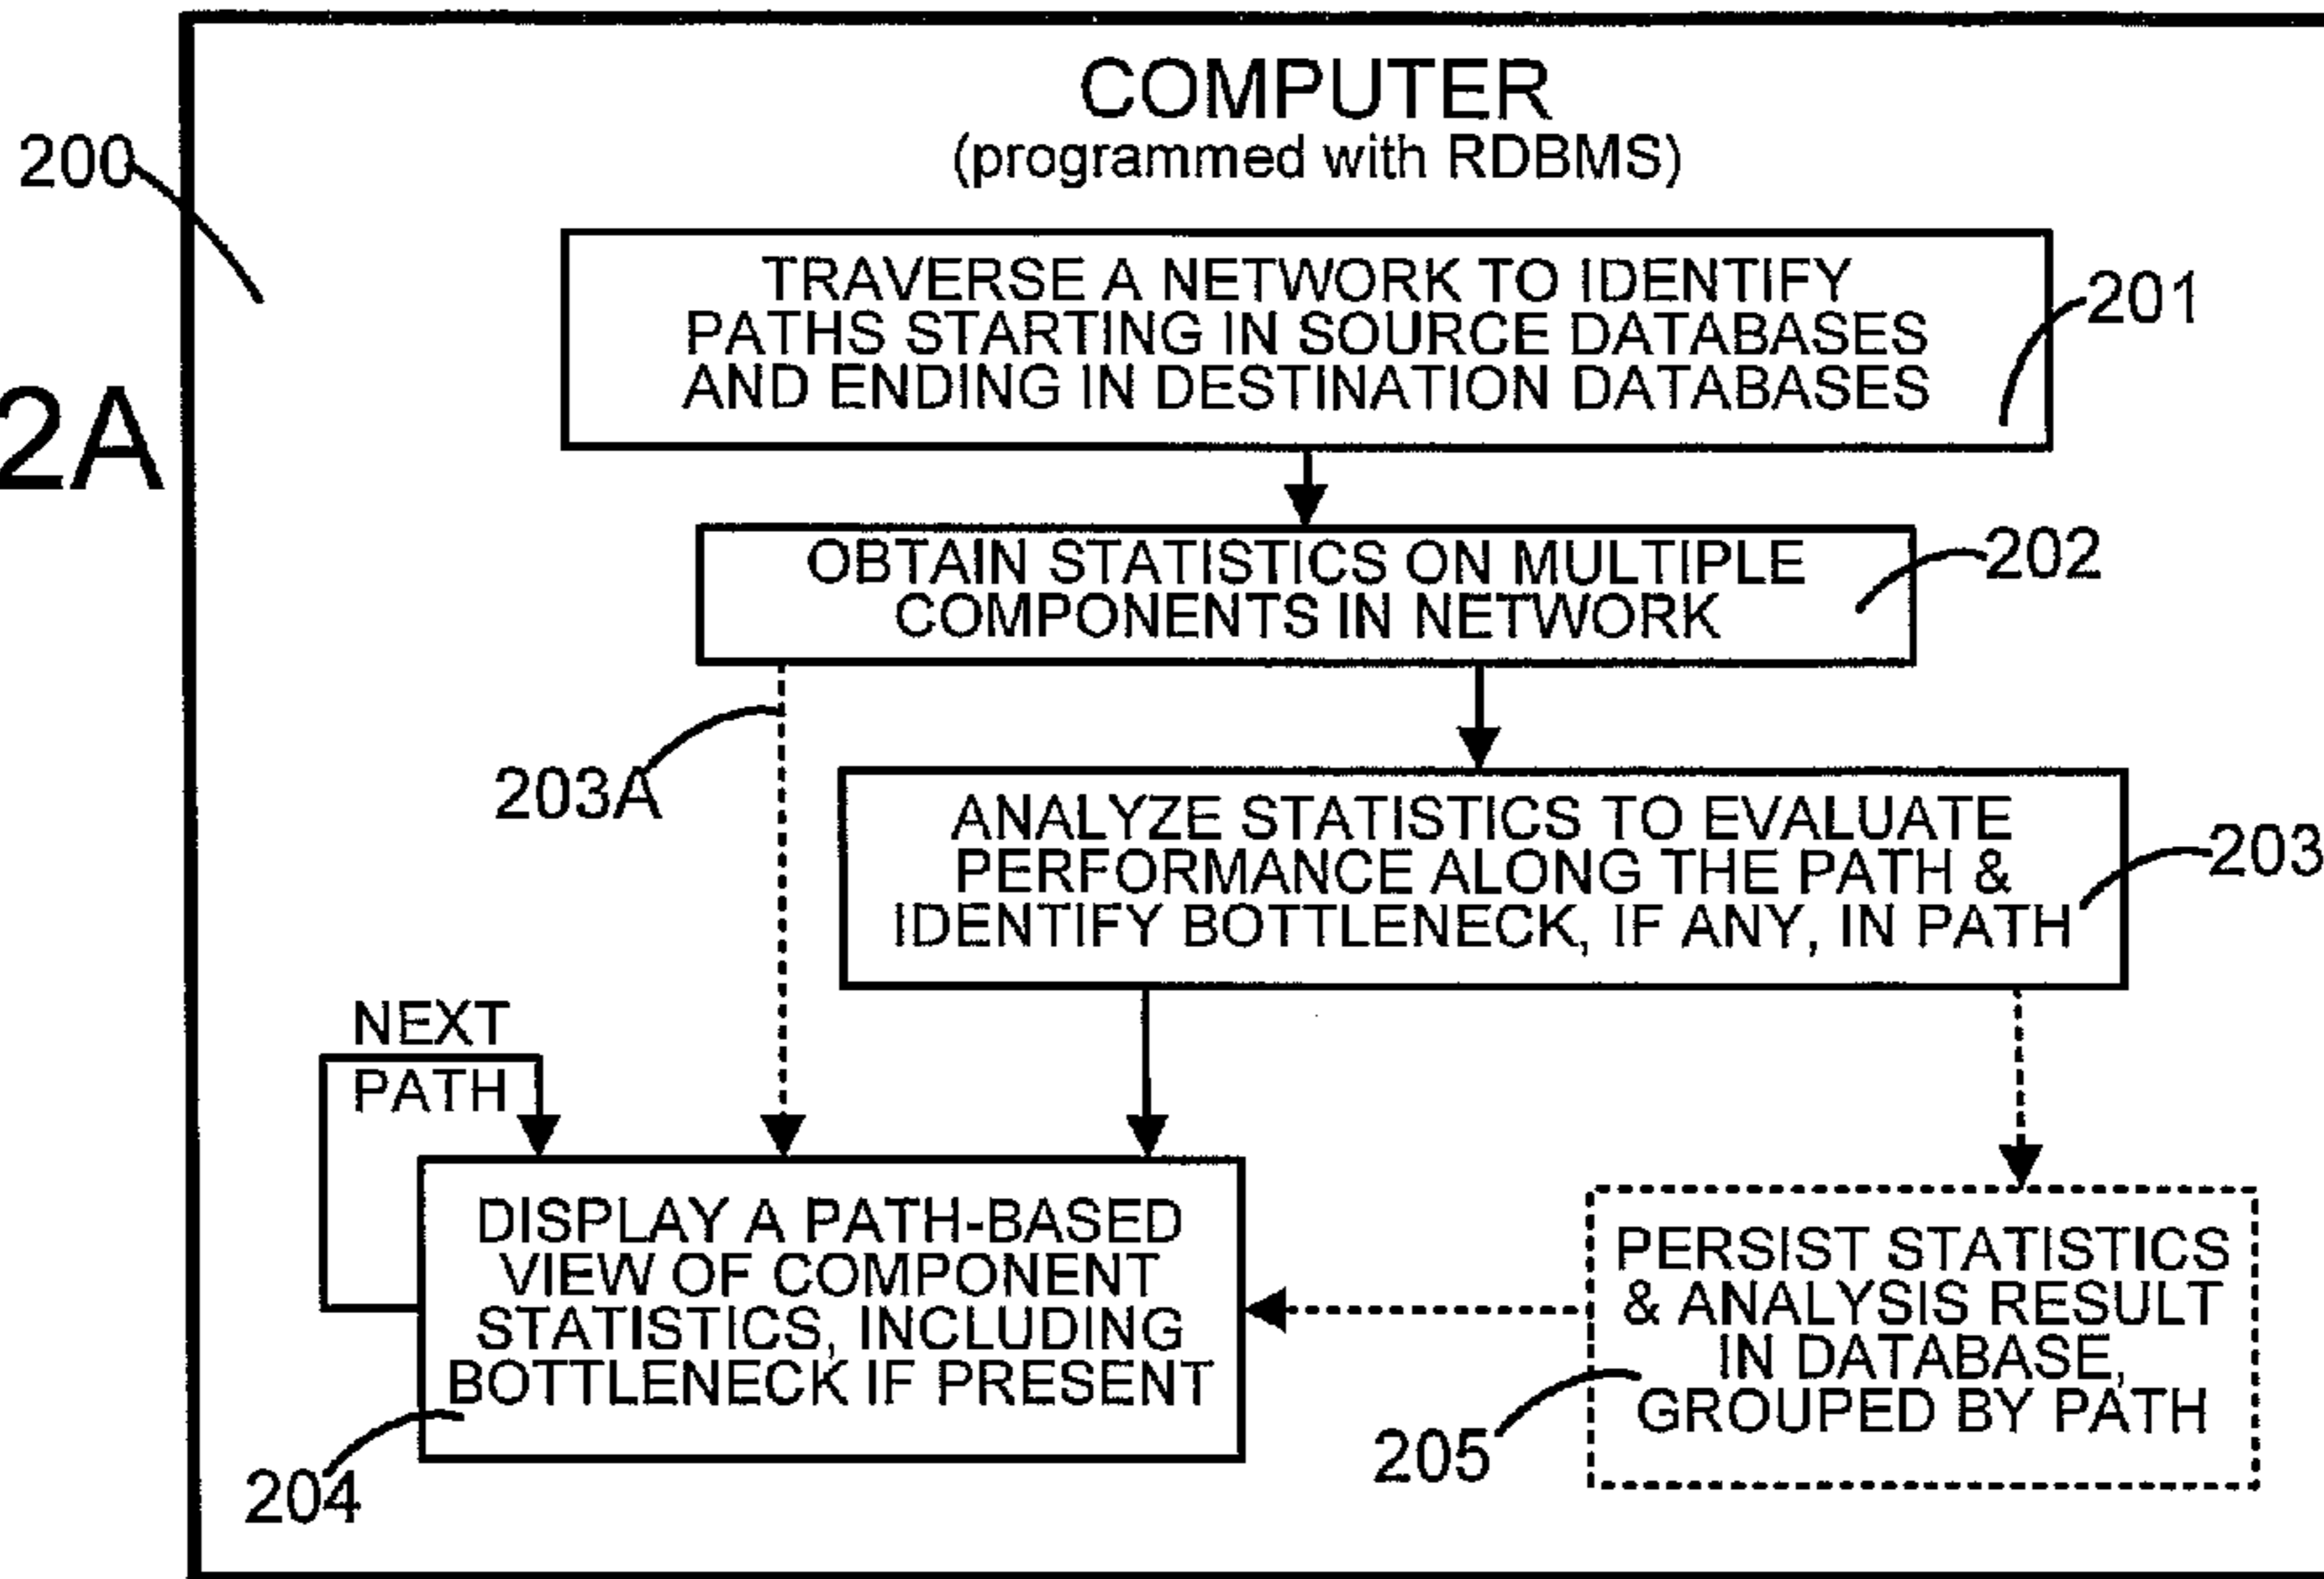 COMPUTER
(programmed with RDBMS)
200
TRAVERSE A NETWORK TO IDENTIFY
PATHS STARTING IN SOURCE DATABASES
AND ENDING IN DESTINATION DATABASES
201
2A
OBTAIN STATISTICS ON MULTIPLE
COMPONENTS IN NETWORK
202
203A
ANALYZE STATISTICS TO EVALUATE
PERFORMANCE ALONG THE PATH &
IDENTIFY BOTTLENECK, IF ANY, IN PATH
203
NEXT
PATH
DISPLAY A PATH-BASED
VIEW OF COMPONENT
STATISTICS, INCLUDING
BOTTLENECK IF PRESENT
204
PERSIST STATISTICS
& ANALYSIS RESULT
IN DATABASE,
GROUPED BY PATH
205